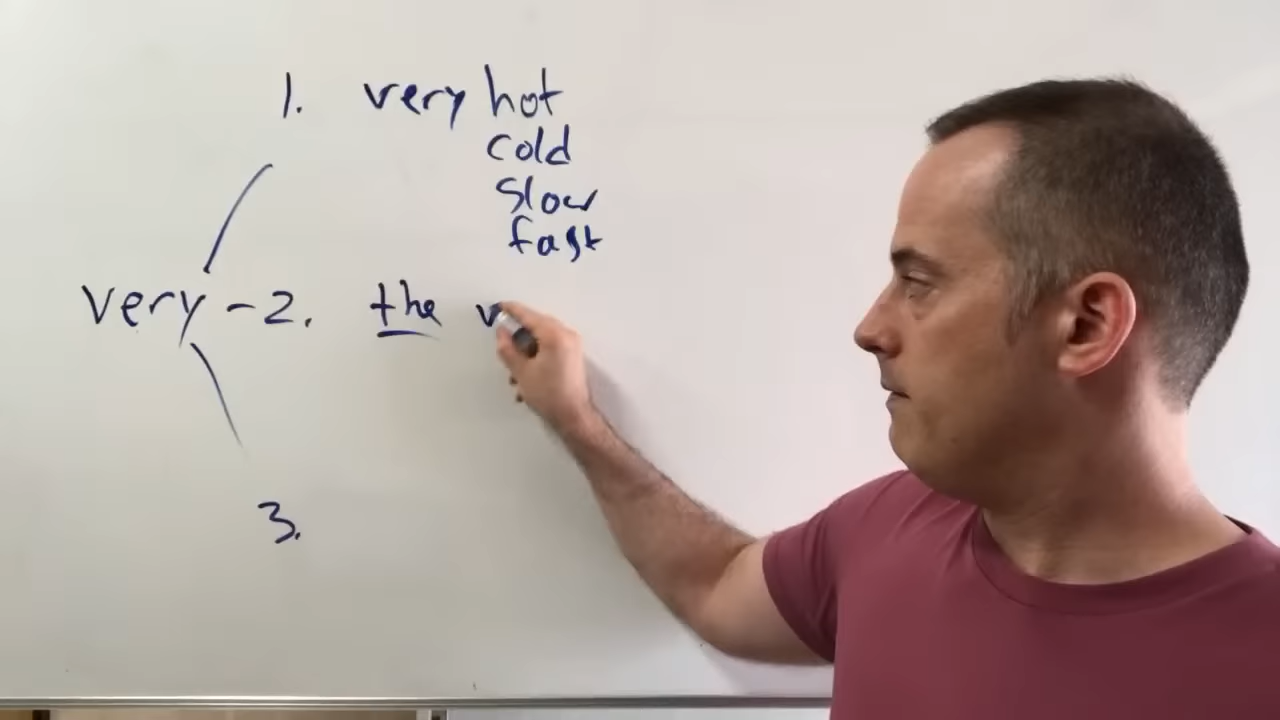 1. very hot
cold
slow
fast
very - 2. the v
3.